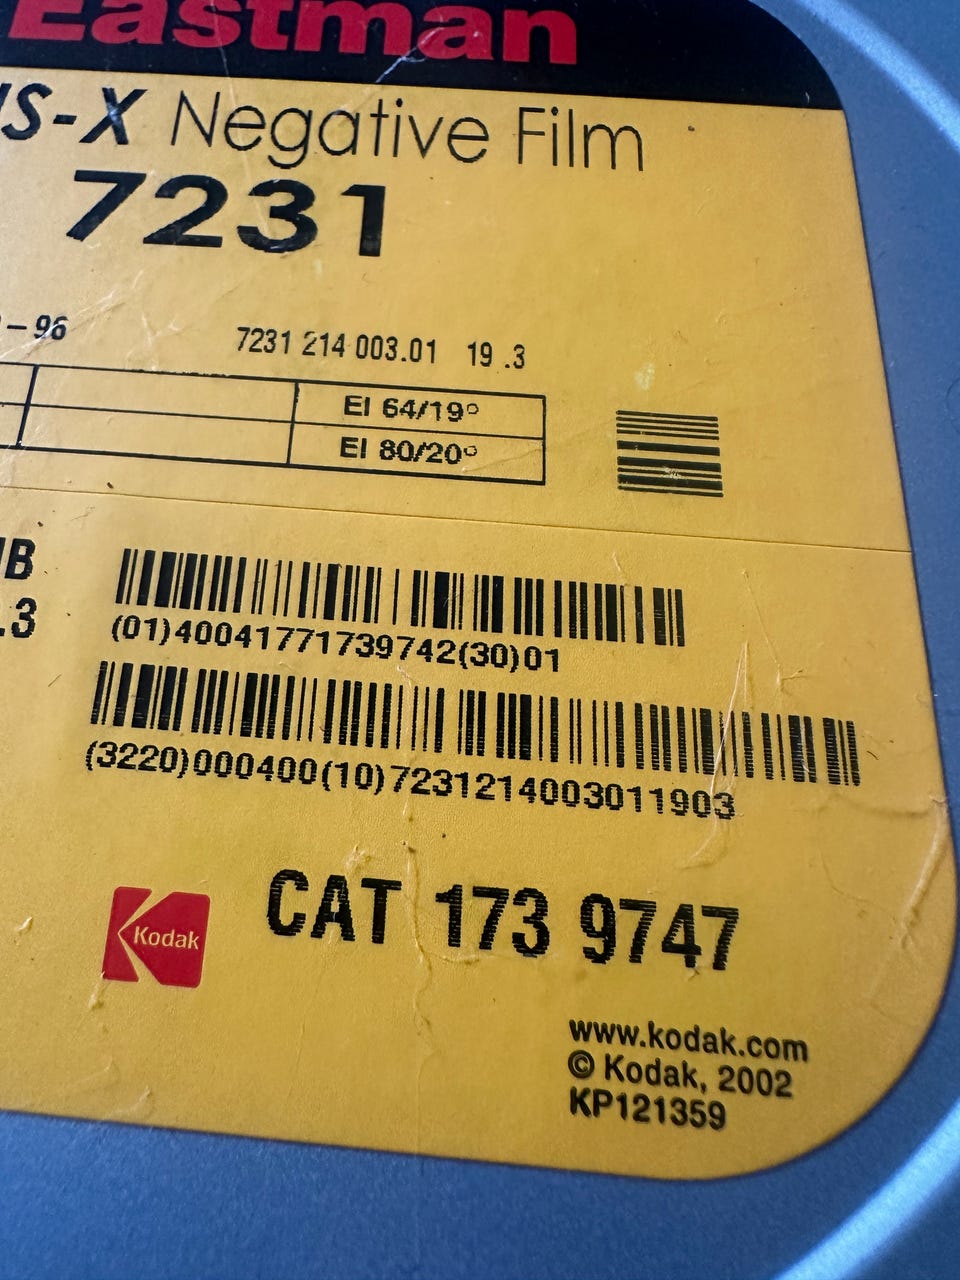 Eastman
S-X Negative Film
7231
-96 7231 214 003.01 19 .3
EI 64/19°
EI 80/20°
.3
(01)40041771739742(30)01
(3220)000400(10)7231214003011903
Kodak
CAT 173 9747
www.kodak.com
© Kodak, 2002
KP121359